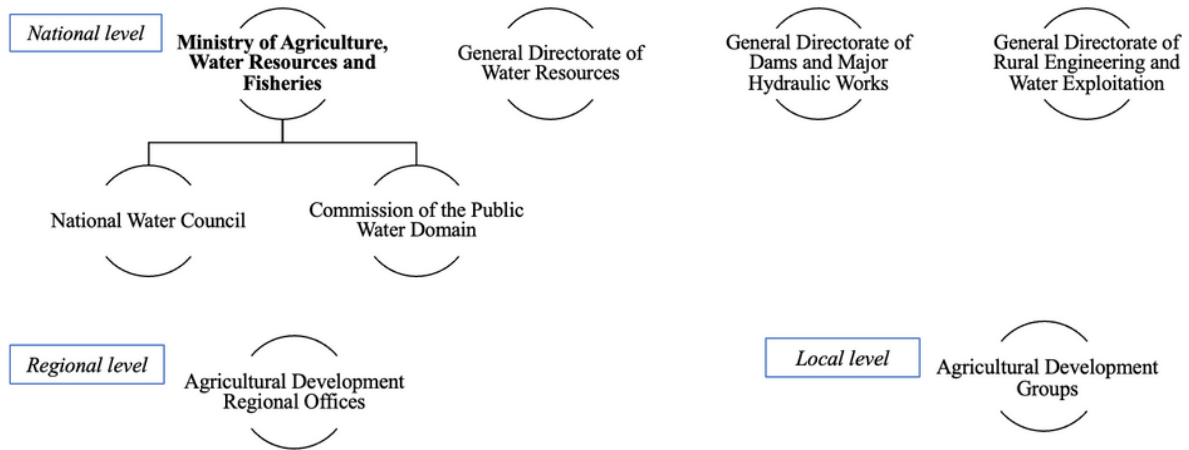 National level
Ministry of Agriculture,
Water Resources and
Fisheries
General Directorate of
Water Resources
General Directorate of
Dams and Major
Hydraulic Works
General Directorate of
Rural Engineering and
Water Exploitation
National Water Council
Commission of the Public
Water Domain
Regional level
Agricultural Development
Regional Offices
Local level
Agricultural Development
Groups